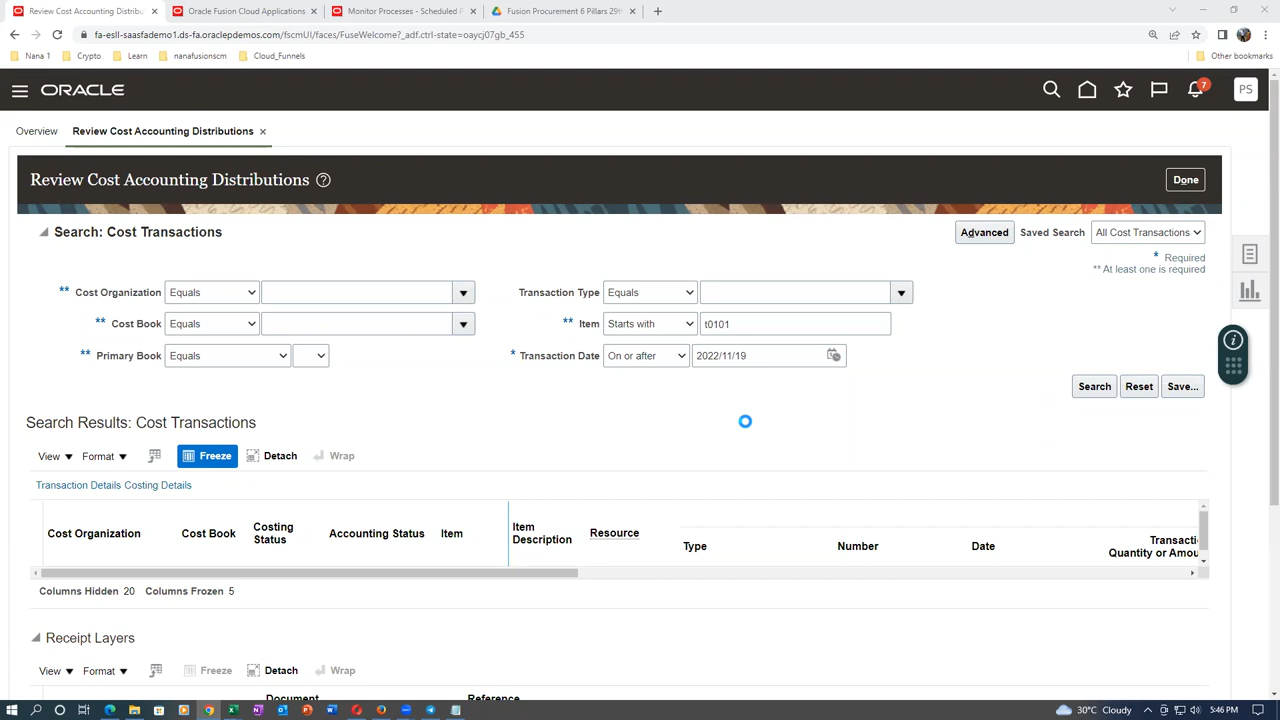 Review Cost Accounting Distribu
Oracle Fusion Cloud Applications
Monitor Processes - Scheduled P
Fusion Procurement 6 Pillars 29th
fa-esll-saasfademo1.ds-fa.oraclepdemos.com/fscmUI/faces/FuseWelcome?_adf.ctrl-state=oaycj07gb_455
Nana 1
Crypto
Learn
nanafusionscm
Cloud_Funnels
Other bookmarks
ORACLE
7
PS
Overview
Review Cost Accounting Distributions
Review Cost Accounting Distributions
Done
Search: Cost Transactions
Advanced
Saved Search
All Cost Transactions
* Required
** At least one is required
** Cost Organization Equals
Transaction Type Equals
** Cost Book Equals
** Item Starts with t0101
** Primary Book Equals
* Transaction Date On or after 2022/11/19
Search
Reset
Save...
Search Results: Cost Transactions
View
Format
Freeze
Detach
Wrap
Transaction Details Costing Details
Cost Organization
Cost Book
Costing
Status
Accounting Status
Item
Item
Description
Resource
Type
Number
Date
Transacti
Quantity or Amou
Columns Hidden 20
Columns Frozen 5
Receipt Layers
View
Format
Freeze
Detach
Wrap
Document
Reference
30°C Cloudy
5:46 PM